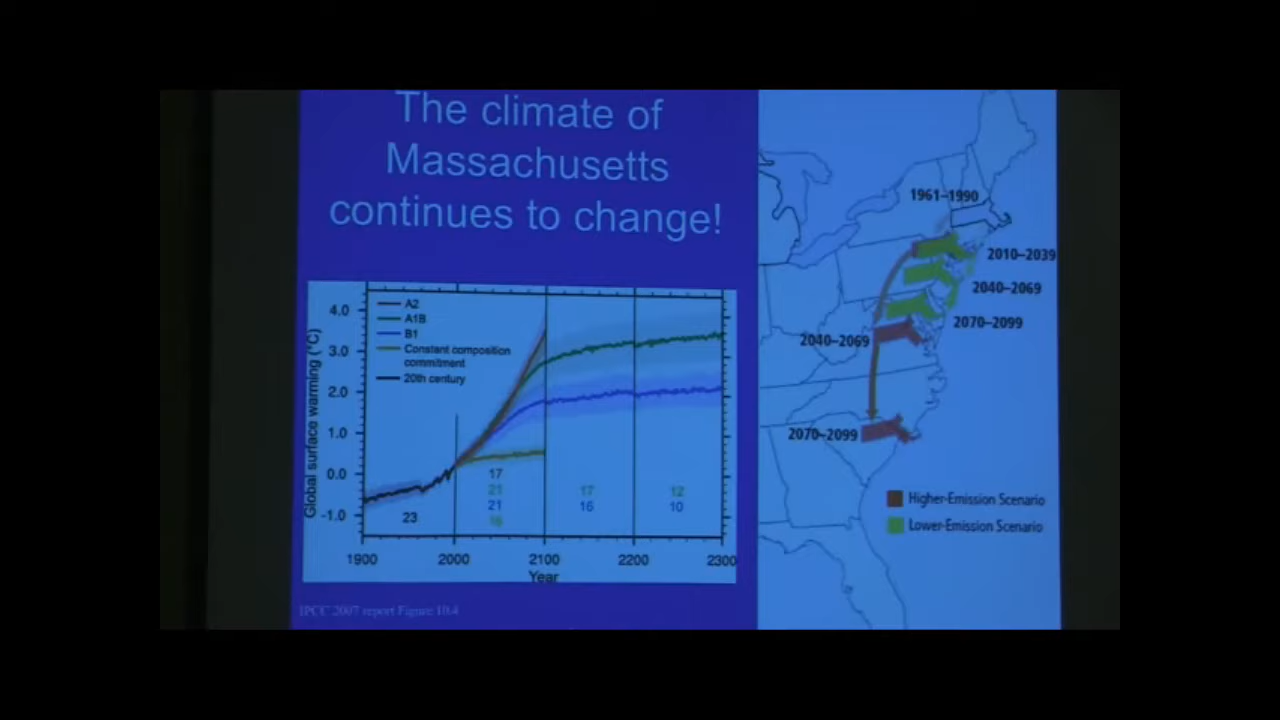 The climate of
Massachusetts
continues to change!
4.0
3.0
2.0
1.0
0.0
-1.0
Global surface warming (°C)
A2
A1B
B1
Constant composition
commitment
20th century
23
17
21
21
16
17
16
12
10
1900
2000
2100
2200
2300
Year
IPCC 2007 report Figure 10.4
1961–1990
2010–2039
2040–2069
2070–2099
2040–2069
2070–2099
Higher-Emission Scenario
Lower-Emission Scenario